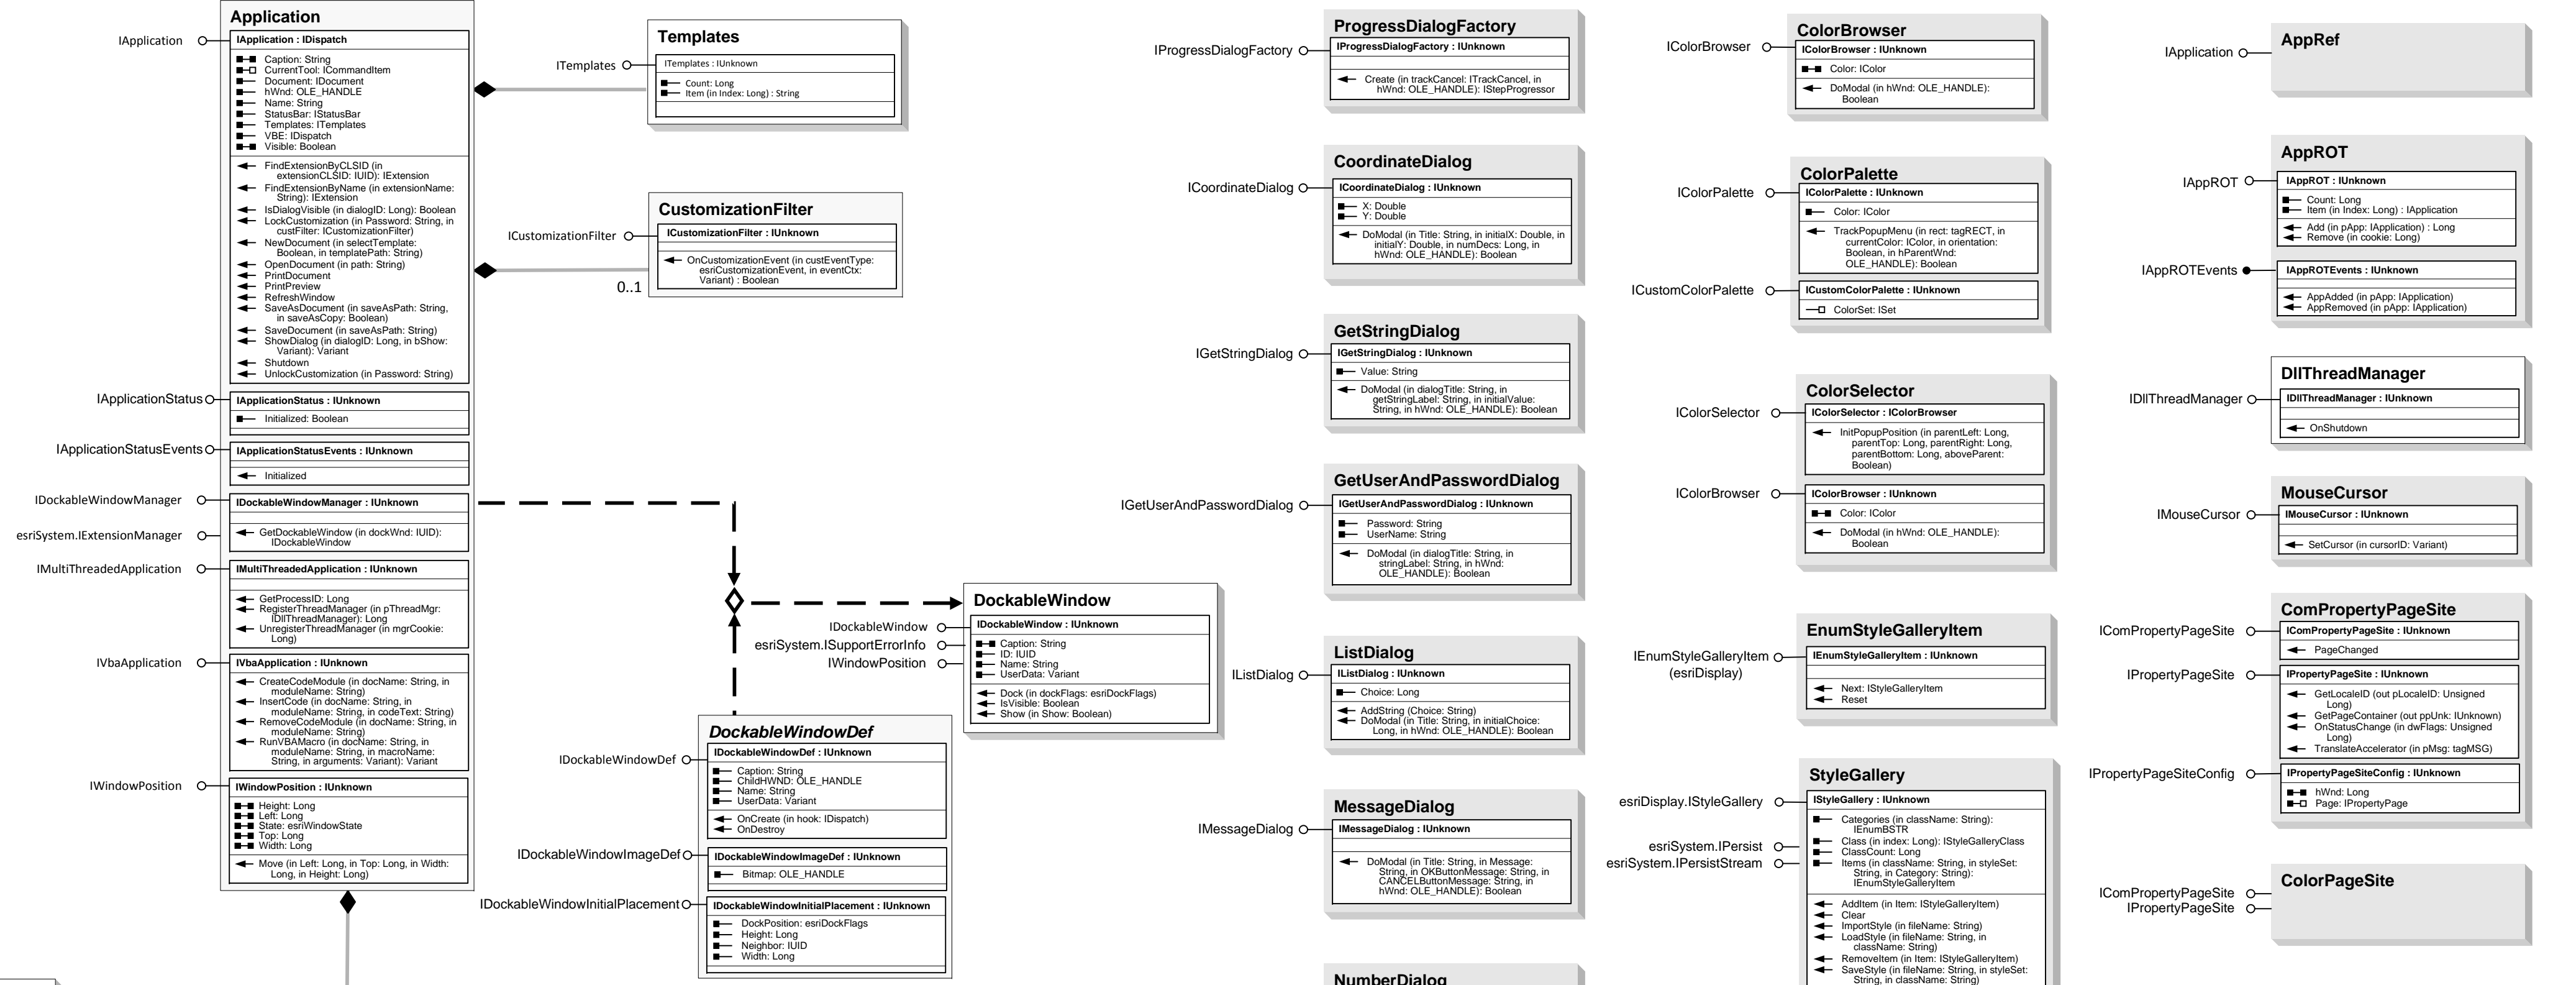 Application
IApplication
IApplication : IDispatch
Caption: String
CurrentTool: ICommandItem
Document: IDocument
hWnd: OLE_HANDLE
Name: String
StatusBar: IStatusBar
Templates: ITemplates
VBE: IDispatch
Visible: Boolean
FindExtensionByCLSID (in
extensionCLSID: IUID): IExtension
FindExtensionByName (in extensionName:
String): IExtension
IsDialogVisible (in dialogID: Long): Boolean
LockCustomization (in Password: String, in
custFilter: ICustomizationFilter)
NewDocument (in selectTemplate:
Boolean, in templatePath: String)
OpenDocument (in path: String)
PrintDocument
PrintPreview
RefreshWindow
SaveAsDocument (in saveAsPath: String,
in saveAsCopy: Boolean)
SaveDocument (in saveAsPath: String)
ShowDialog (in dialogID: Long, in bShow:
Variant): Variant
Shutdown
UnlockCustomization (in Password: String)
IApplicationStatus
IApplicationStatus : IUnknown
Initialized: Boolean
IApplicationStatusEvents
IApplicationStatusEvents : IUnknown
Initialized
IDockableWindowManager
IDockableWindowManager : IUnknown
esriSystem.IExtensionManager
GetDockableWindow (in dockWnd: IUID):
IDockableWindow
IMultiThreadedApplication
IMultiThreadedApplication : IUnknown
GetProcessID: Long
RegisterThreadManager (in pThreadMgr:
IDllThreadManager): Long
UnregisterThreadManager (in mgrCookie:
Long)
IVbaApplication
IVbaApplication : IUnknown
CreateCodeModule (in docName: String, in
moduleName: String)
InsertCode (in docName: String, in
moduleName: String, in codeText: String)
RemoveCodeModule (in docName: String, in
moduleName: String)
RunVBAMacro (in docName: String, in
moduleName: String, in macroName:
String, in arguments: Variant): Variant
IWindowPosition
IWindowPosition : IUnknown
Height: Long
Left: Long
State: esriWindowState
Top: Long
Width: Long
Move (in Left: Long, in Top: Long, in Width:
Long, in Height: Long)
Templates
ITemplates
ITemplates : IUnknown
Count: Long
Item (in Index: Long) : String
CustomizationFilter
ICustomizationFilter
ICustomizationFilter : IUnknown
OnCustomizationEvent (in custEventType:
esriCustomizationEvent, in eventCtx:
Variant) : Boolean
0..1
DockableWindow
IDockableWindow
IDockableWindow : IUnknown
esriSystem.ISupportErrorInfo
IWindowPosition
Caption: String
ID: IUID
Name: String
UserData: Variant
Dock (in dockFlags: esriDockFlags)
IsVisible: Boolean
Show (in Show: Boolean)
DockableWindowDef
IDockableWindowDef
IDockableWindowDef : IUnknown
Caption: String
ChildHWND: OLE_HANDLE
Name: String
UserData: Variant
OnCreate (in hook: IDispatch)
OnDestroy
IDockableWindowImageDef
IDockableWindowImageDef : IUnknown
Bitmap: OLE_HANDLE
IDockableWindowInitialPlacement
IDockableWindowInitialPlacement : IUnknown
DockPosition: esriDockFlags
Height: Long
Neighbor: IUID
Width: Long
ProgressDialogFactory
IProgressDialogFactory
IProgressDialogFactory : IUnknown
Create (in trackCancel: ITrackCancel, in
hWnd: OLE_HANDLE): IStepProgressor
CoordinateDialog
ICoordinateDialog
ICoordinateDialog : IUnknown
X: Double
Y: Double
DoModal (in Title: String, in initialX: Double, in
initialY: Double, in numDecs: Long, in
hWnd: OLE_HANDLE): Boolean
GetStringDialog
IGetStringDialog
IGetStringDialog : IUnknown
Value: String
DoModal (in dialogTitle: String, in
getStringLabel: String, in initialValue:
String, in hWnd: OLE_HANDLE): Boolean
GetUserAndPasswordDialog
IGetUserAndPasswordDialog
IGetUserAndPasswordDialog : IUnknown
Password: String
UserName: String
DoModal (in dialogTitle: String, in
stringLabel: String, in hWnd:
OLE_HANDLE): Boolean
ListDialog
IListDialog
IListDialog : IUnknown
Choice: Long
AddString (Choice: String)
DoModal (in Title: String, in initialChoice:
Long, in hWnd: OLE_HANDLE): Boolean
MessageDialog
IMessageDialog
IMessageDialog : IUnknown
DoModal (in Title: String, in Message:
String, in OKButtonMessage: String, in
CANCELButtonMessage: String, in
hWnd: OLE_HANDLE): Boolean
NumberDialog
ColorBrowser
IColorBrowser
IColorBrowser : IUnknown
Color: IColor
DoModal (in hWnd: OLE_HANDLE):
Boolean
ColorPalette
IColorPalette
IColorPalette : IUnknown
Color: IColor
TrackPopupMenu (in rect: tagRECT, in
currentColor: IColor, in orientation:
Boolean, in hParentWnd:
OLE_HANDLE): Boolean
ICustomColorPalette
ICustomColorPalette : IUnknown
ColorSet: ISet
ColorSelector
IColorSelector
IColorSelector : IColorBrowser
InitPopupPosition (in parentLeft: Long,
parentTop: Long, parentRight: Long,
parentBottom: Long, aboveParent:
Boolean)
IColorBrowser
IColorBrowser : IUnknown
Color: IColor
DoModal (in hWnd: OLE_HANDLE):
Boolean
EnumStyleGalleryItem
IEnumStyleGalleryItem
(esriDisplay)
IEnumStyleGalleryItem : IUnknown
Next: IStyleGalleryItem
Reset
StyleGallery
esriDisplay.IStyleGallery
IStyleGallery : IUnknown
esriSystem.IPersist
esriSystem.IPersistStream
Categories (in className: String):
IEnumBSTR
Class (in index: Long): IStyleGalleryClass
ClassCount: Long
Items (in className: String, in styleSet:
String, in Category: String):
IEnumStyleGalleryItem
AddItem (in Item: IStyleGalleryItem)
Clear
ImportStyle (in fileName: String)
LoadStyle (in fileName: String, in
className: String)
RemoveItem (in Item: IStyleGalleryItem)
SaveStyle (in fileName: String, in styleSet:
String, in className: String)
AppRef
IApplication
AppROT
IAppROT
IAppROT : IUnknown
Count: Long
Item (in Index: Long) : IApplication
Add (in pApp: IApplication) : Long
Remove (in cookie: Long)
IAppROTEvents
IAppROTEvents : IUnknown
AppAdded (in pApp: IApplication)
AppRemoved (in pApp: IApplication)
DllThreadManager
IDllThreadManager
IDllThreadManager : IUnknown
OnShutdown
MouseCursor
IMouseCursor
IMouseCursor : IUnknown
SetCursor (in cursorID: Variant)
ComPropertyPageSite
IComPropertyPageSite
IComPropertyPageSite : IUnknown
PageChanged
IPropertyPageSite
IPropertyPageSite : IUnknown
GetLocaleID (out pLocaleID: Unsigned
Long)
GetPageContainer (out ppUnk: IUnknown)
OnStatusChange (in dwFlags: Unsigned
Long)
TranslateAccelerator (in pMsg: tagMSG)
IPropertyPageSiteConfig
IPropertyPageSiteConfig : IUnknown
hWnd: Long
Page: IPropertyPage
ColorPageSite
IComPropertyPageSite
IPropertyPageSite